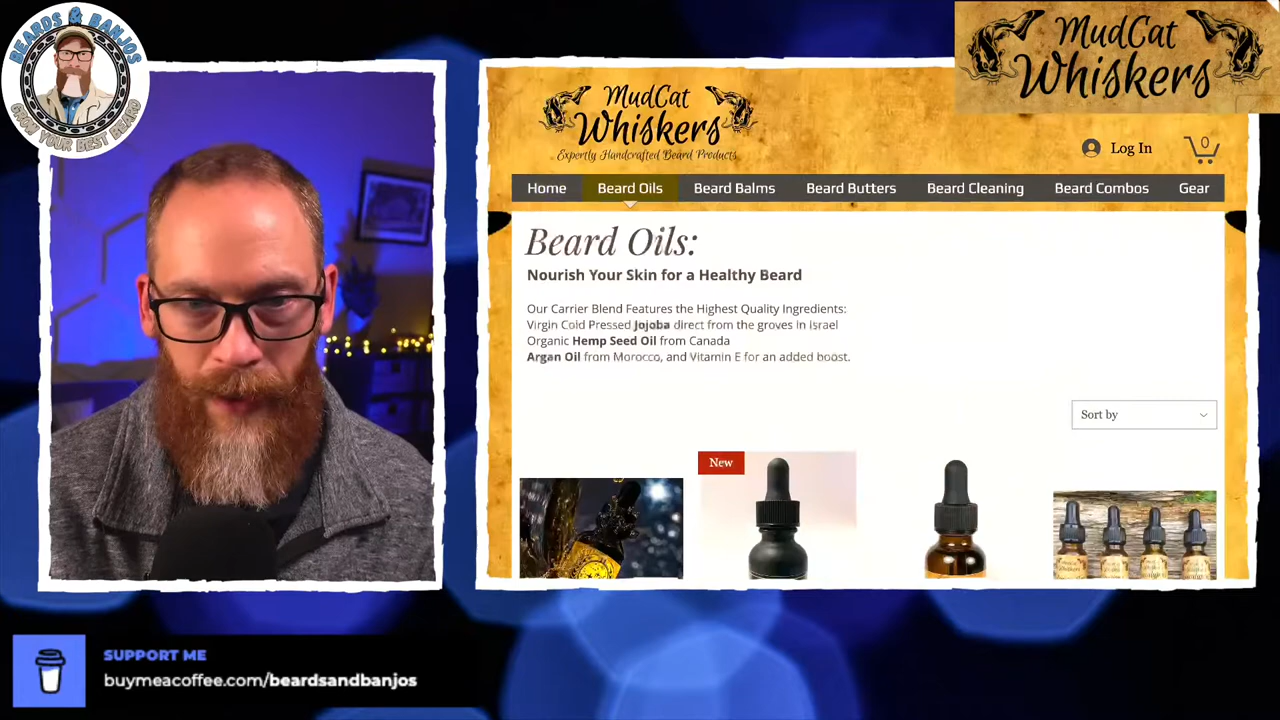 BEARDS & BANJOS
GROW YOUR BEST BEARD
MudCat
Whiskers
MudCat
Whiskers
Expertly Handcrafted Beard Products
Log In
0
Home
Beard Oils
Beard Balms
Beard Butters
Beard Cleaning
Beard Combos
Gear
Beard Oils:
Nourish Your Skin for a Healthy Beard
Our Carrier Blend Features the Highest Quality Ingredients:
Virgin Cold Pressed Jojoba direct from the groves in Israel
Organic Hemp Seed Oil from Canada
Argan Oil from Morocco, and Vitamin E for an added boost.
Sort by
New
SUPPORT ME
buymeacoffee.com/beardsandbanjos